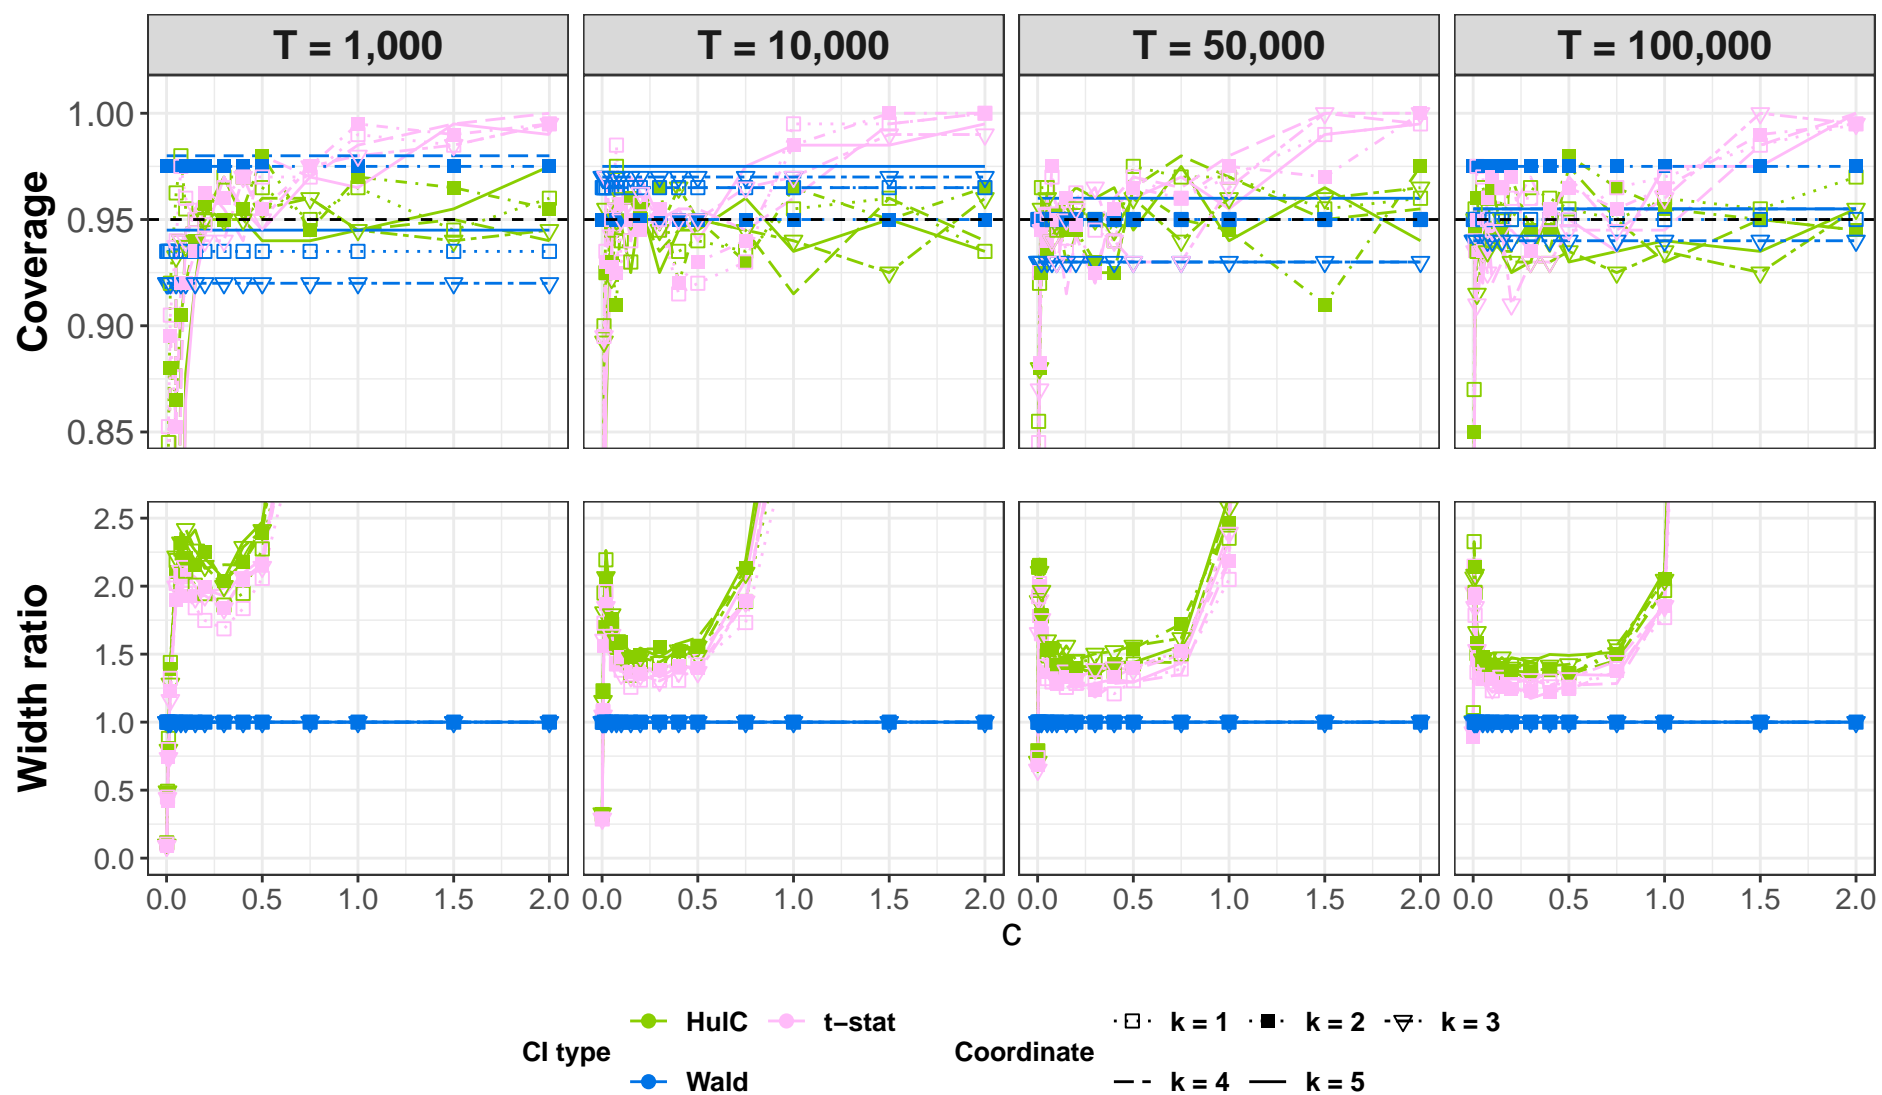 T = 1,000 T = 10,000 T = 50,000 T = 100,000
Coverage
1.00
0.95
0.90
0.85
Width ratio
2.5
2.0
1.5
1.0
0.5
0.0
0.0 0.5 1.0 1.5 2.0 0.0 0.5 1.0 1.5 2.0 0.0 0.5 1.0 1.5 2.0 0.0 0.5 1.0 1.5 2.0
c
CI type
HulC t−stat
Wald
Coordinate
k = 1 k = 2 k = 3
k = 4 k = 5